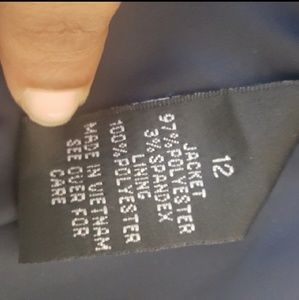 12
JACKET
97% POLYESTER
3% SPANDEX
LINING
100%POLYESTER
MADE IN VIETNAM
SEE OVER FOR
CARE